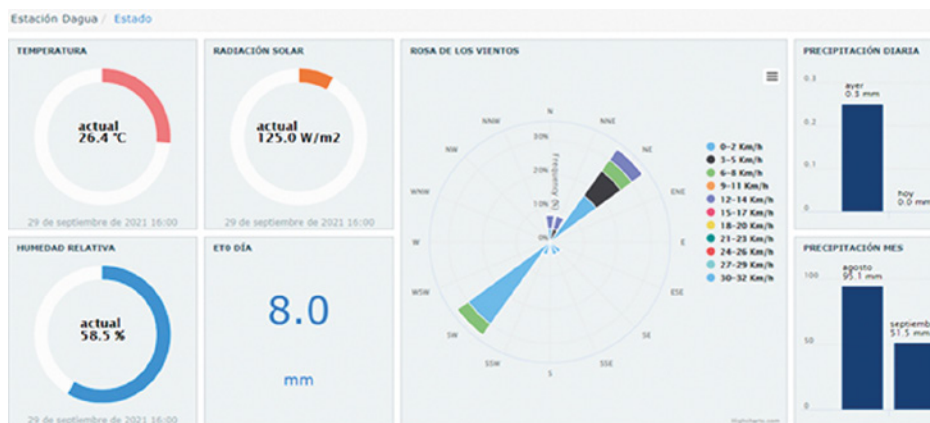 Estación Dagua / Estado
TEMPERATURA
actual
26.4 °C
29 de septiembre de 2021 16:00
RADIACIÓN SOLAR
actual
125.0 W/m2
29 de septiembre de 2021 16:00
ROSA DE LOS VIENTOS
N
NNE
NE
ENE
E
ESE
SE
SSE
S
SSW
SW
WSW
W
WNW
NW
NNW
30%
20%
10%
0%
Frequency (%)
0-2 Km/h
3-5 Km/h
6-8 Km/h
9-11 Km/h
12-14 Km/h
15-17 Km/h
18-20 Km/h
21-23 Km/h
24-26 Km/h
27-29 Km/h
30-32 Km/h
Highcharts.com
PRECIPITACIÓN DIARIA
0.3
0.2
0.1
0
ayer
0.3 mm
hoy
0.0 mm
HUMEDAD RELATIVA
actual
58.5 %
29 de septiembre de 2021 16:00
ET0 DÍA
8.0
mm
PRECIPITACIÓN MES
100
50
0
agosto
95.1 mm
septiemb
51.5 mm